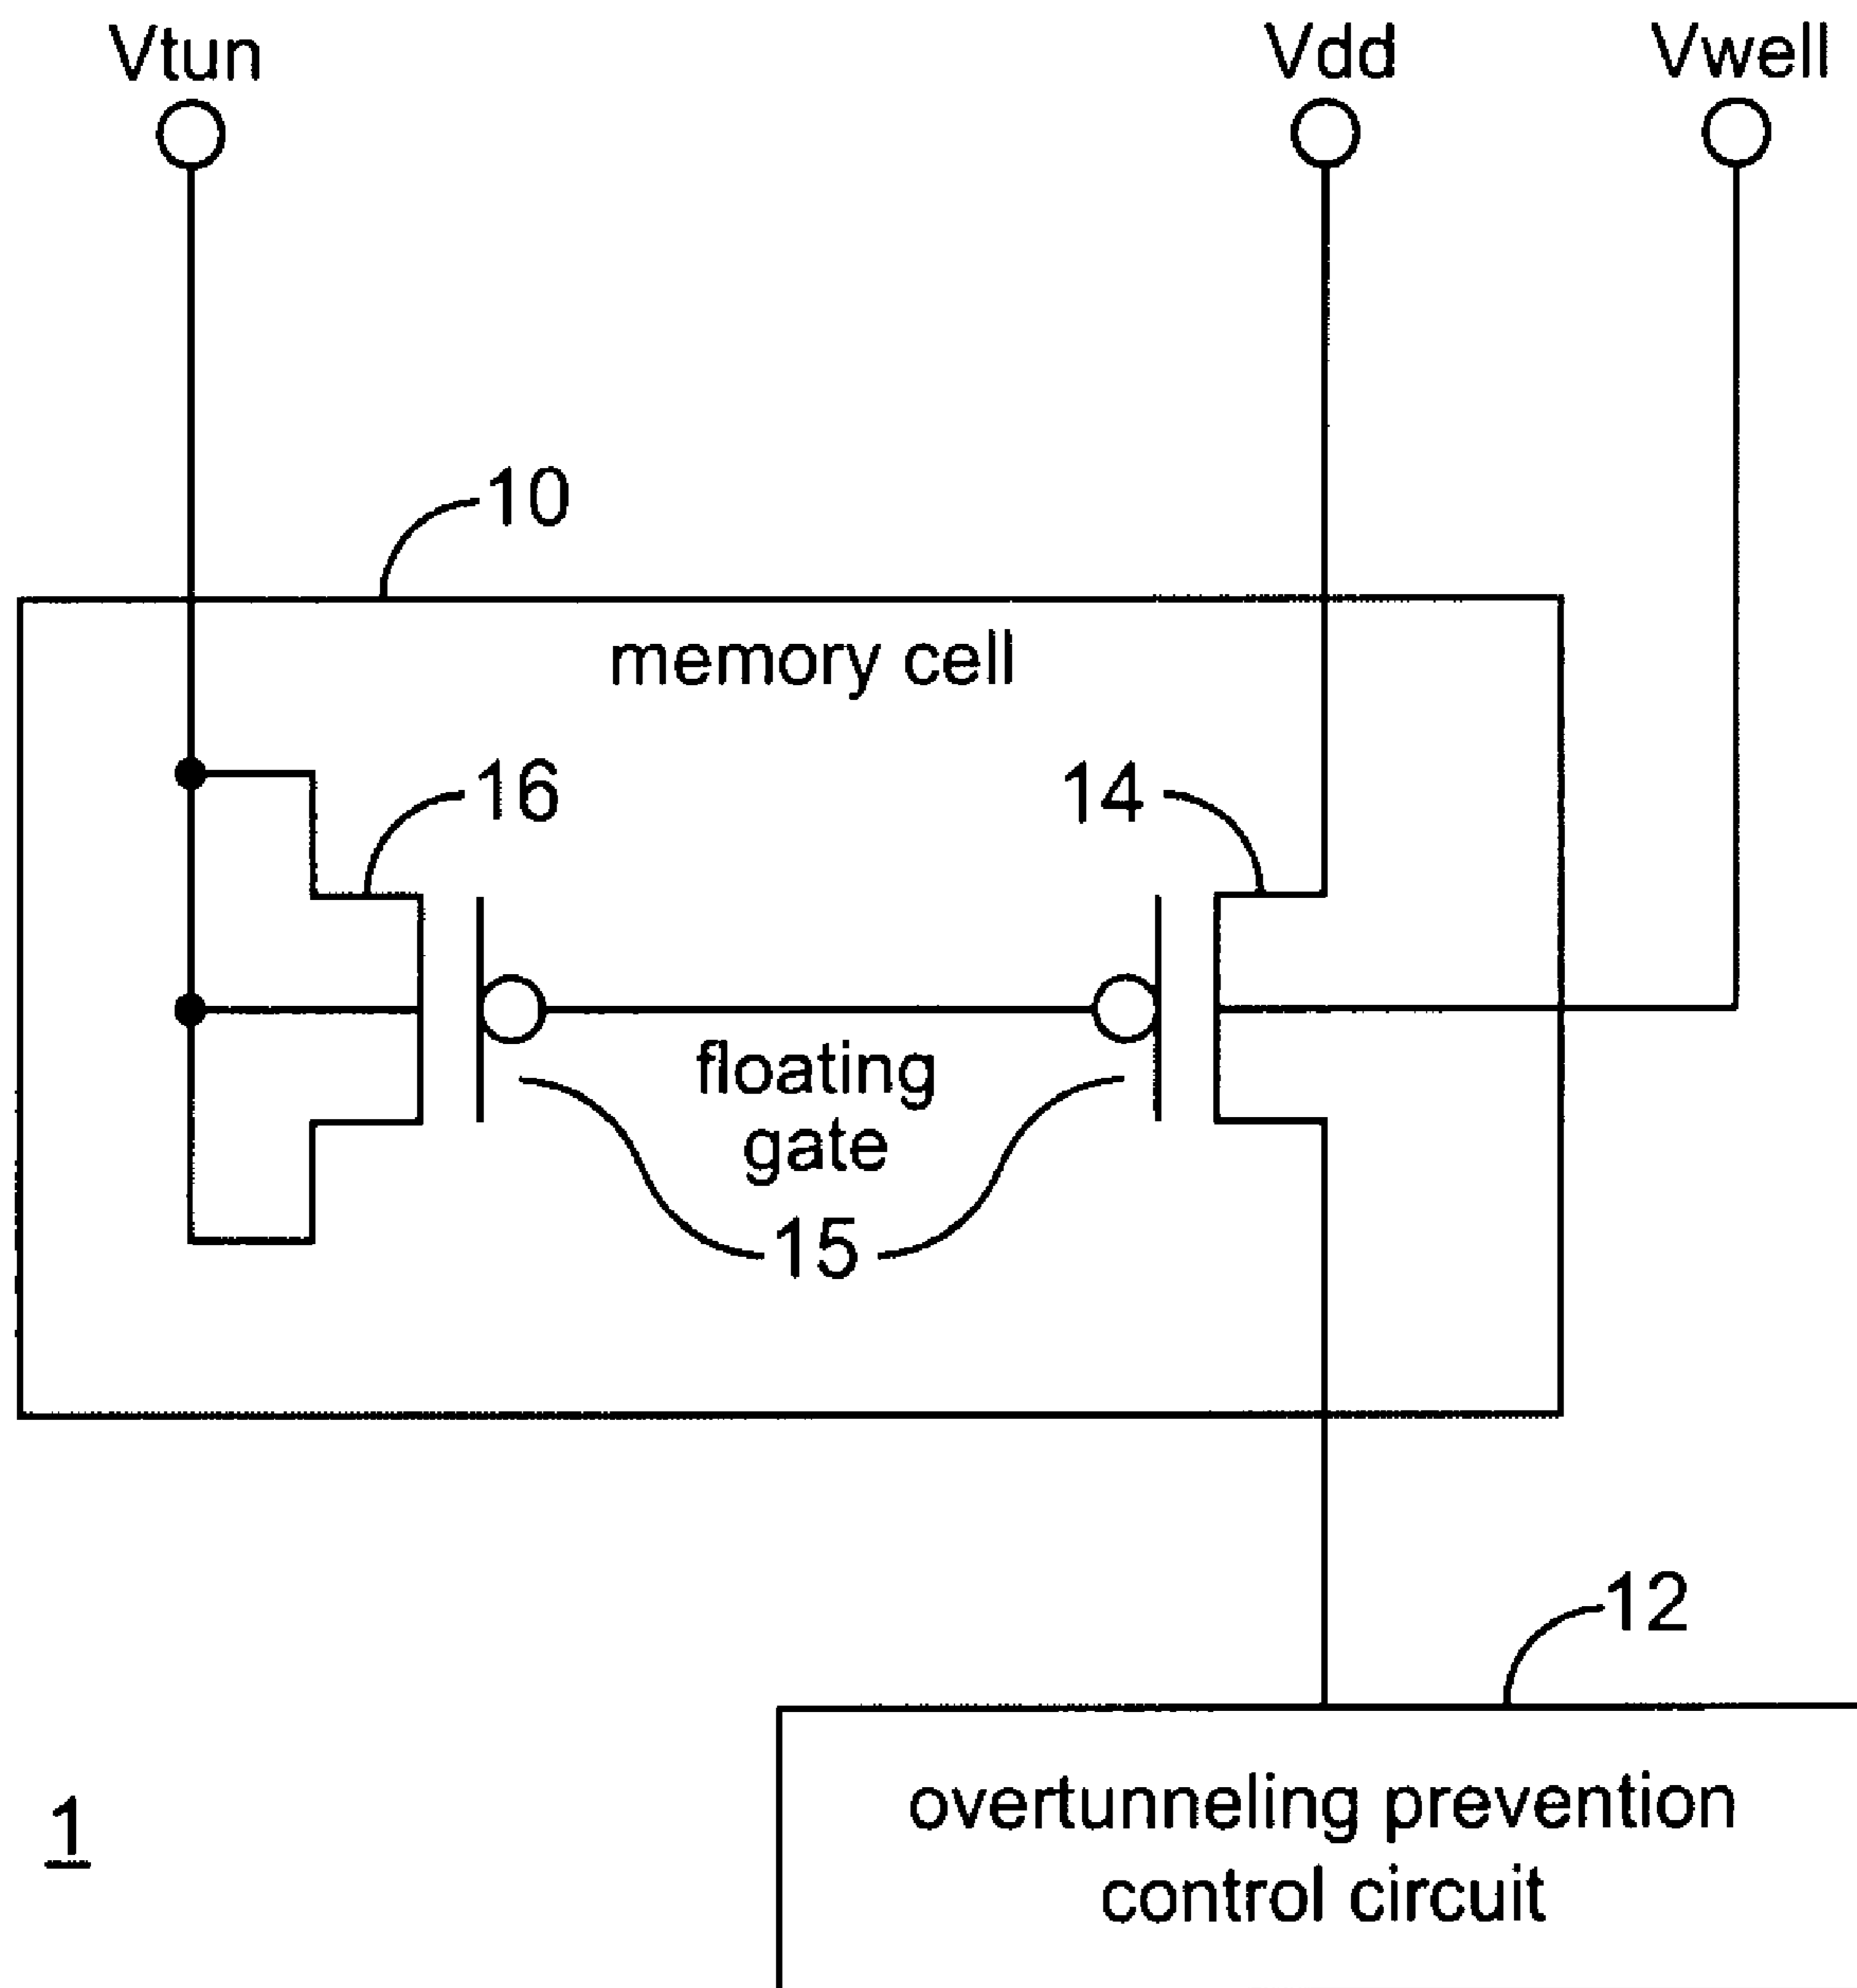 Vtun
Vdd
Vwell
10
memory cell
16
14
floating
gate
15
12
overtunneling prevention
control circuit
1